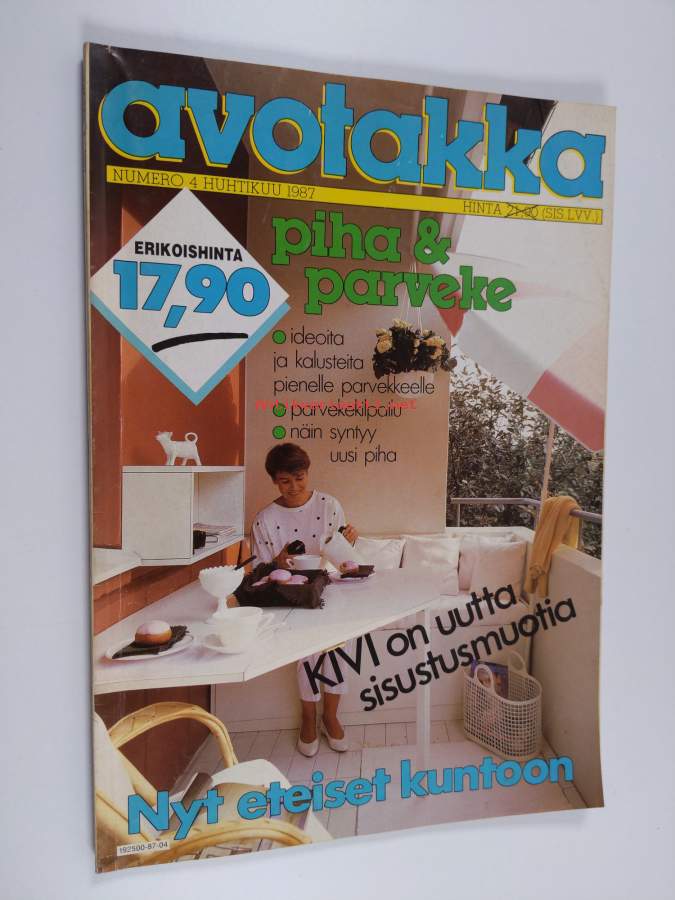 avotakka
NUMERO 4 HUHTIKUU 1987
HINTA 21,90 (SIS LVV.)
ERIKOISHINTA
17,90
piha &
parveke
ideoita
ja kalusteita
pienelle parvekkeelle
parvekekilpailu
näin syntyy
uusi piha
KIVI on uutta
sisustusmuotia
Nyt eteiset kuntoon
192500-87-04